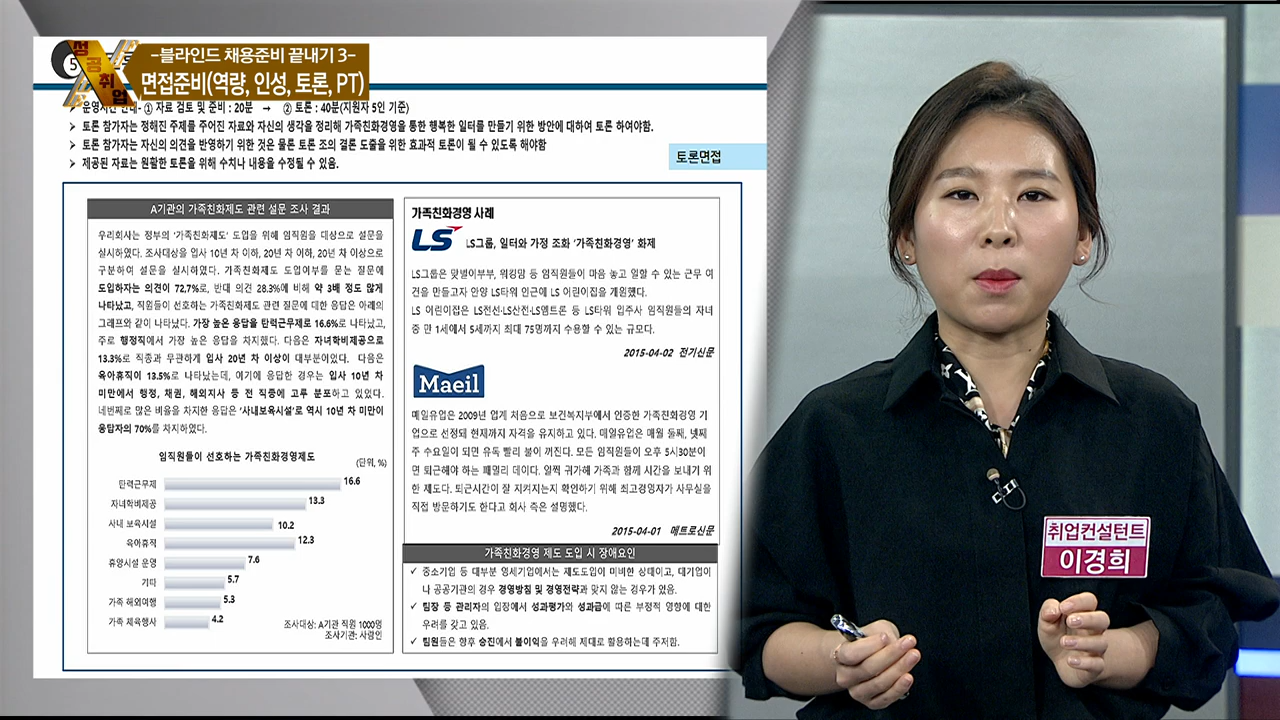 성공취업
-블라인드 채용준비 끝내기 3-
면접준비(역량, 인성, 토론, PT)
5
① 자료 검토 및 준비 : 20분 → ② 토론 : 40분(지원자 5인 기준)
➤ 토론 참가자는 정해진 주제를 주어진 자료와 자신의 생각을 정리해 가족친화경영을 통한 행복한 일터를 만들기 위한 방안에 대하여 토론 하여야함.
➤ 토론 참가자는 자신의 의견을 반영하기 위한 것은 물론 토론 조의 결론 도출을 위한 효과적 토론이 될 수 있도록 해야함
➤ 제공된 자료는 원활한 토론을 위해 수치나 내용을 수정될 수 있음.
토론면접
A기관의 가족친화제도 관련 설문 조사 결과
우리회사는 정부의 '가족친화제도' 도입을 위해 임직원을 대상으로 설문을
실시하였다. 조사대상을 입사 10년 차 이하, 20년 차 이하, 20년 차 이상으로
구분하여 설문을 실시하였다. 가족친화제도 도입여부를 묻는 질문에
도입하자는 의견이 72,7%로, 반대 의견 28.3%에 비해 약 3배 정도 많게
나타났고, 직원들이 선호하는 가족친화제도 관련 질문에 대한 응답은 아래의
그래프와 같이 나타났다. 가장 높은 응답을 탄력근무제로 16.6%로 나타났고,
주로 행정직에서 가장 높은 응답을 차지했다. 다음은 자녀학비제공으로
13.3%로 직종과 무관하게 입사 20년 차 이상이 대부분이었다. 다음은
육아휴직이 13.5%로 나타났는데, 여기에 응답한 경우는 입사 10년 차
미만에서 행정, 채권, 해외지사 등 전 직종에 고루 분포하고 있었다.
네번째로 많은 비율을 차지한 응답은 '사내보육시설'로 역시 10년 차 미만이
응답자의 70%를 차지하였다.
임직원들이 선호하는 가족친화경영제도
(단위, %)
탄력근무제 16.6
자녀학비제공 13.3
사내 보육시설 10.2
육아휴직 12.3
휴양시설 운영 7.6
기타 5.7
가족 해외여행 5.3
가족 체육행사 4.2
조사대상: A기관 직원 1000명
조사기관: 사람인
가족친화경영 사례
LS LS그룹, 일터와 가정 조화 '가족친화경영' 화제
LS그룹은 맞벌이부부, 워킹맘 등 임직원들이 마음 놓고 일할 수 있는 근무 여
건을 만들고자 안양 LS타워 인근에 LS 어린이집을 개원했다.
LS 어린이집은 LS전선·LS산전·LS엠트론 등 LS타워 입주사 임직원들의 자녀
중 만 1세에서 5세까지 최대 75명까지 수용할 수 있는 규모다.
2015-04-02 전기신문
Maeil
매일유업은 2009년 업계 처음으로 보건복지부에서 인증한 가족친화경영 기
업으로 선정돼 현재까지 자격을 유지하고 있다. 매일유업은 매월 둘째, 넷째
주 수요일이 되면 유독 빨리 불이 꺼진다. 모든 임직원들이 오후 5시30분이
면 퇴근해야 하는 패밀리 데이다. 일찍 귀가해 가족과 함께 시간을 보내기 위
한 제도다. 퇴근시간이 잘 지켜지는지 확인하기 위해 최고경영자가 사무실을
직접 방문하기도 한다고 회사 측은 설명했다.
2015-04-01 메트로신문
가족친화경영 제도 도입 시 장애요인
✓ 중소기업 등 대부분 영세기업에서는 제도도입이 미비한 상태이고, 대기업이
나 공공기관의 경우 경영방침 및 경영전략과 맞지 않는 경우가 있음.
✓ 팀장 등 관리자의 입장에서 성과평가와 성과급에 따른 부정적 영향에 대한
우려를 갖고 있음.
✓ 팀원들은 향후 승진에서 불이익을 우려해 제대로 활용하는데 주저함.
취업컨설턴트
이경희